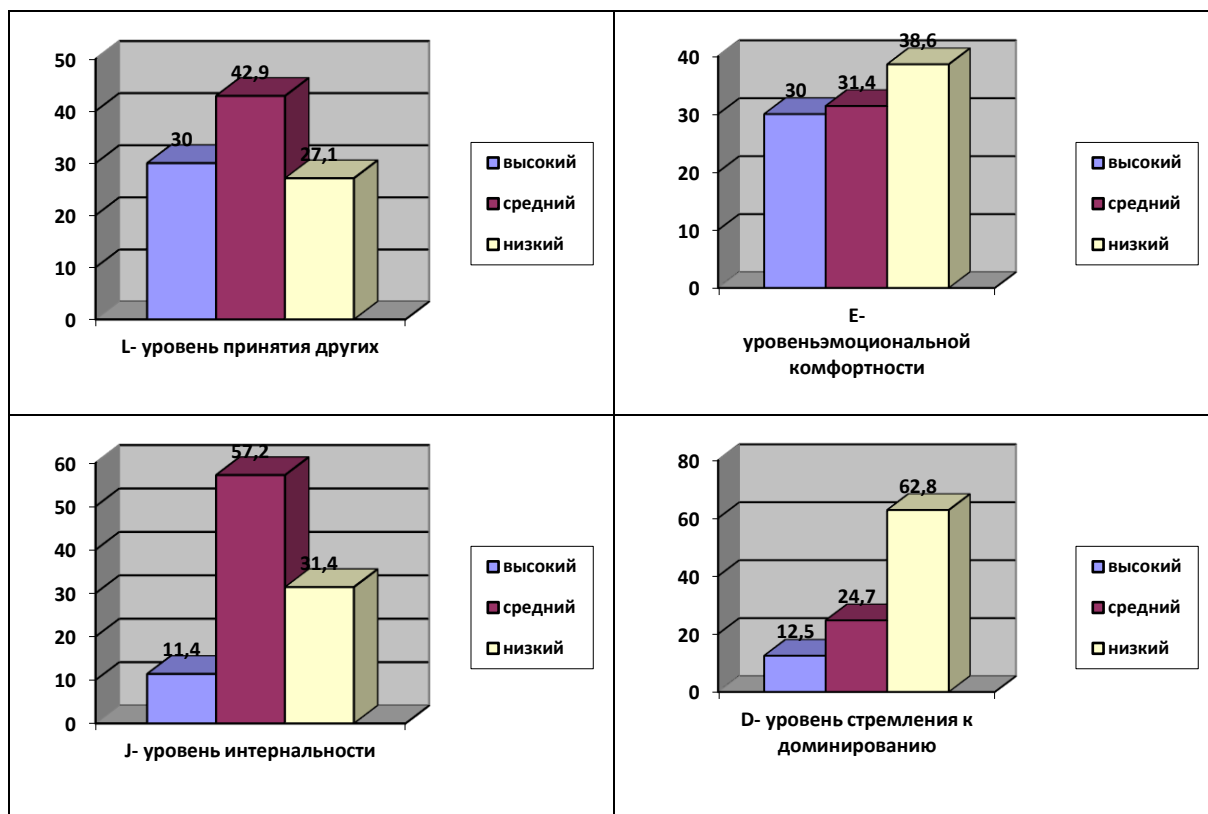 50
40
30
20
10
0
30
42,9
27,1
L- уровень принятия других
высокий
средний
низкий
40
30
20
10
0
30
31,4
38,6
E-
уровеньэмоциональной
комфортности
высокий
средний
низкий
60
50
40
30
20
10
0
11,4
57,2
31,4
J- уровень интернальности
высокий
средний
низкий
80
60
40
20
0
12,5
24,7
62,8
D- уровень стремления к
доминированию
высокий
средний
низкий